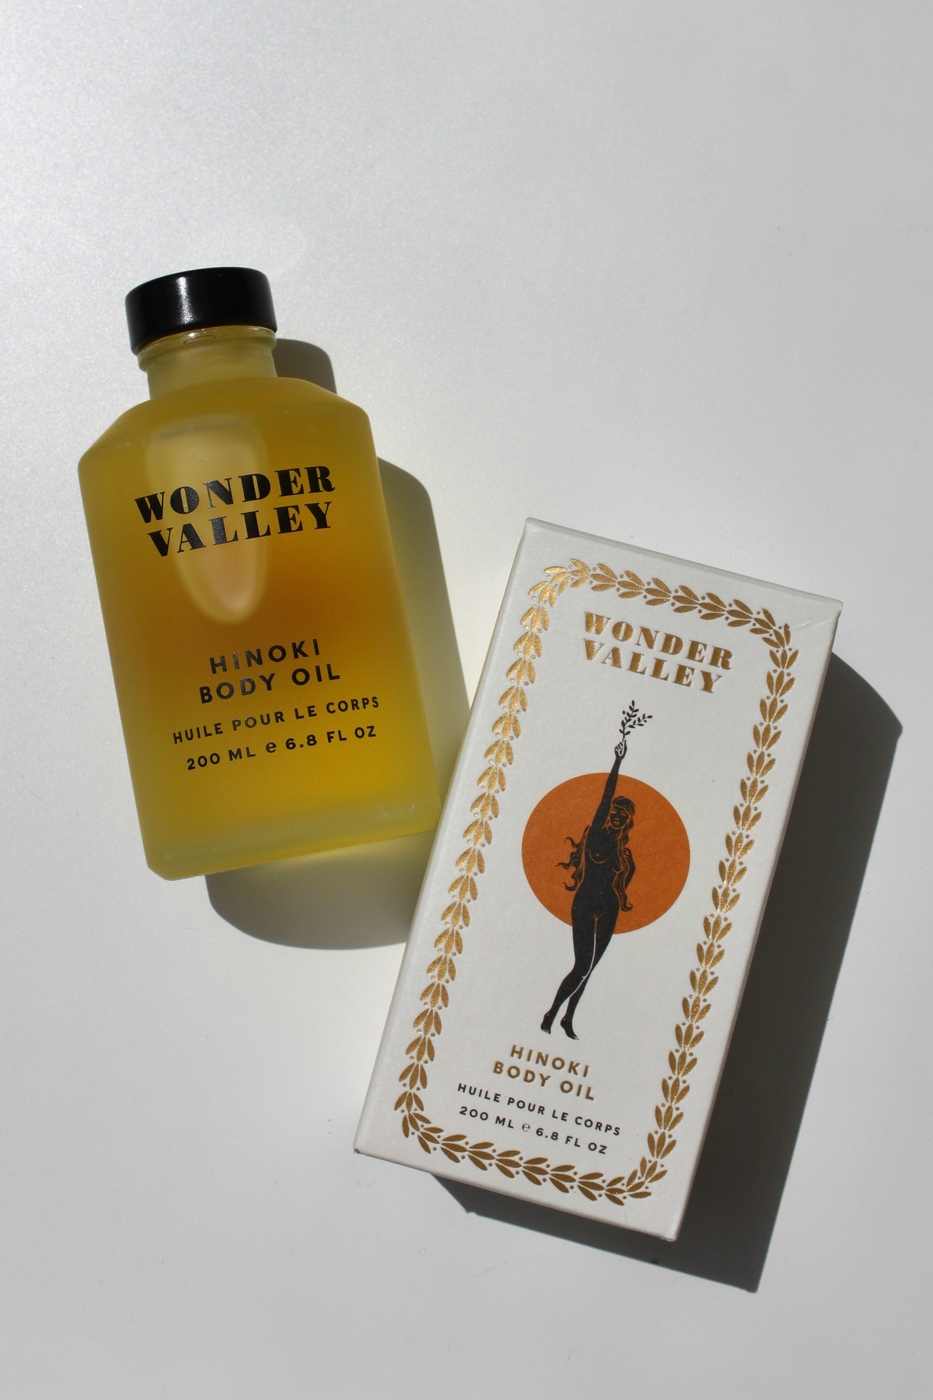 WONDER
VALLEY
HINOKI
BODY OIL
HUILE POUR LE CORPS
200 ML e 6.8 FL OZ
WONDER
VALLEY
HINOKI
BODY OIL
HUILE POUR LE CORPS
200 ML ℮ 6.8 FL OZ